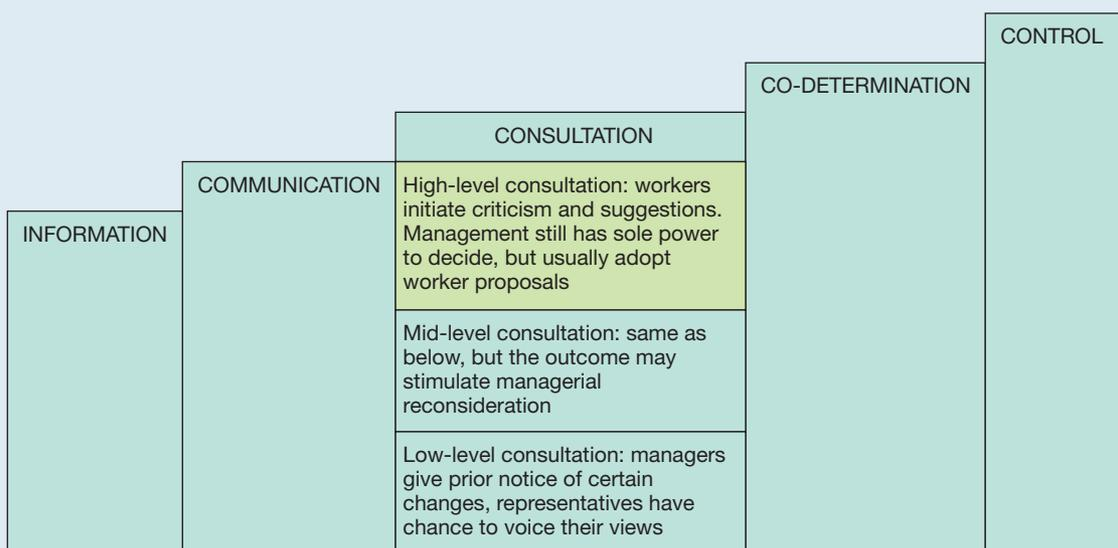 INFORMATION
COMMUNICATION
CONSULTATION
High-level consultation: workers
initiate criticism and suggestions.
Management still has sole power
to decide, but usually adopt
worker proposals
Mid-level consultation: same as
below, but the outcome may
stimulate managerial
reconsideration
Low-level consultation: managers
give prior notice of certain
changes, representatives have
chance to voice their views
CO-DETERMINATION
CONTROL